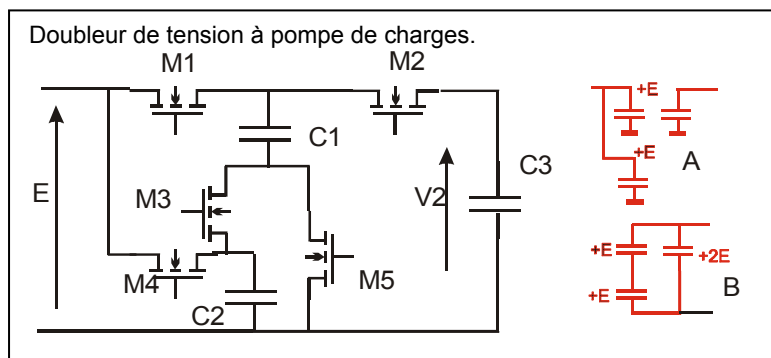 Doubleur de tension à pompe de charges.
M1
M2
+E
C1
C3
+E
A
M3
E
V2
+E
+2E
M4
M5
+E
B
C2